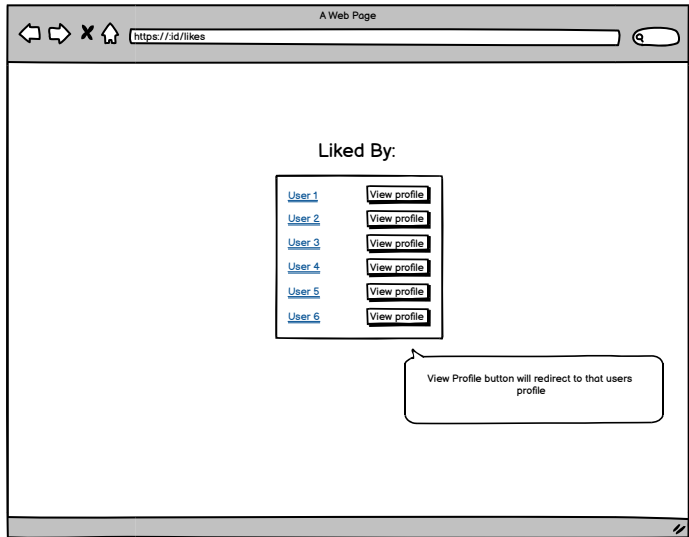 A Web Page
https://:id/likes
Liked By:
User 1 View profile
User 2 View profile
User 3 View profile
User 4 View profile
User 5 View profile
User 6 View profile
View Profile button will redirect to that users
profile